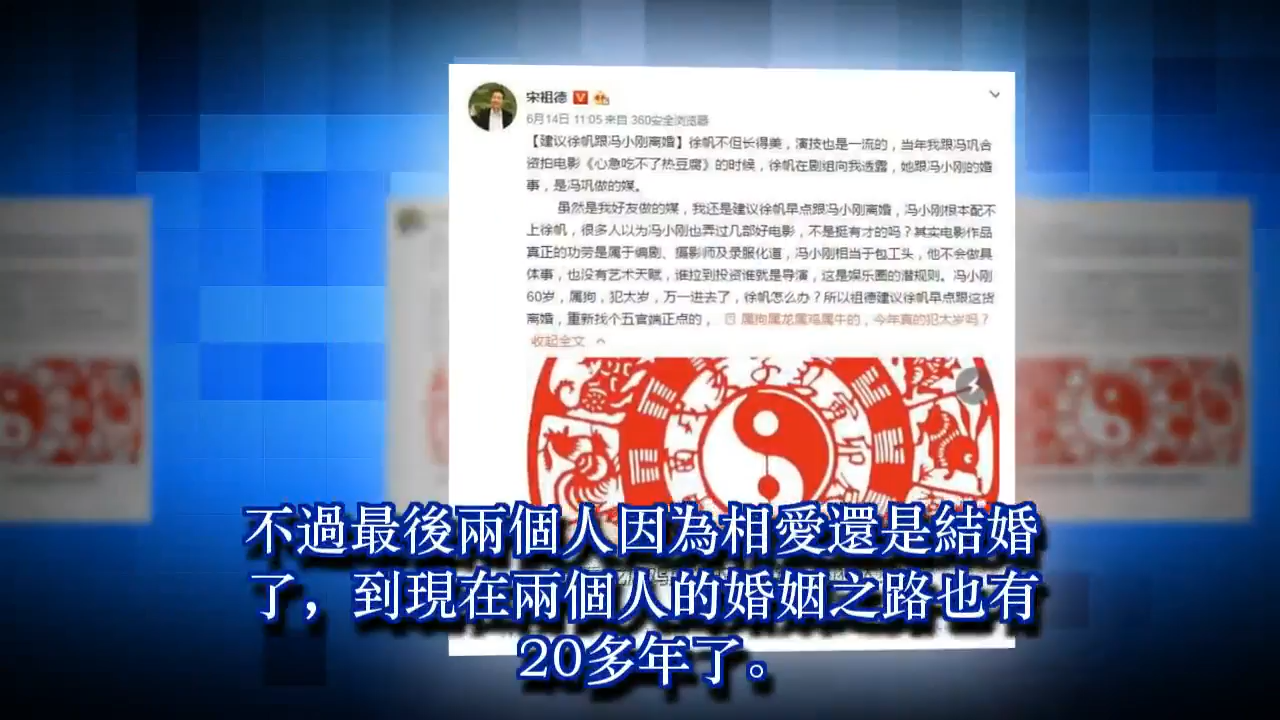 宋祖德
6月14日 11:05 来自 360安全浏览器
【建议徐帆跟冯小刚离婚】徐帆不但长得美，演技也是一流的，当年我跟冯巩合
资拍电影《心急吃不了热豆腐》的时候，徐帆在剧组向我透露，她跟冯小刚的婚
事，是冯巩做的媒。
虽然是我好友做的媒，我还是建议徐帆早点跟冯小刚离婚，冯小刚根本配不
上徐帆，很多人以为冯小刚也弄过几部好电影，不是挺有才的吗？其实电影作品
真正的功劳是属于编剧、摄影师及录服化道，冯小刚相当于包工头，他不会做具
体事，也没有艺术天赋，谁拉到投资谁就是导演，这是娱乐圈的潜规则。冯小刚
60岁，属狗，犯太岁，万一进去了，徐帆怎么办？所以祖德建议徐帆早点跟这货
离婚，重新找个五官端正点的， 属狗属龙属鸡属牛的，今年真的犯太岁吗？
收起全文
寅
卯
不過最後兩個人因為相愛還是結婚
了，到現在兩個人的婚姻之路也有
20多年了。